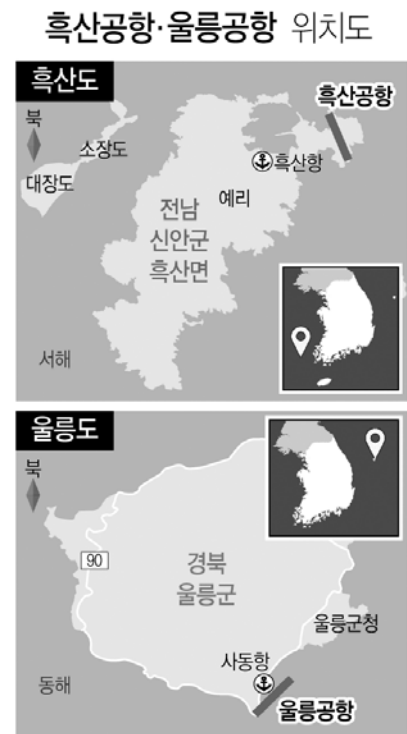 흑산공항·울릉공항 위치도
흑산도
흑산공항
북
소장도
대장도
흑산항
예리
전남
신안군
흑산면
서해
울릉도
북
90
경북
울릉군
울릉군청
사동항
동해
울릉공항